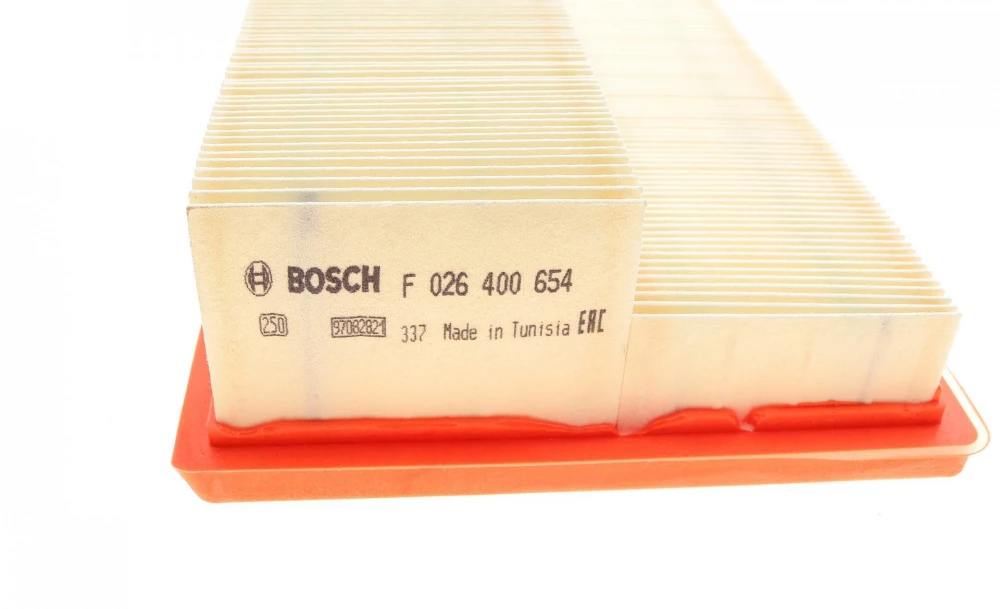 BOSCH F 026 400 654
250 97082821 337 Made in Tunisia EAC